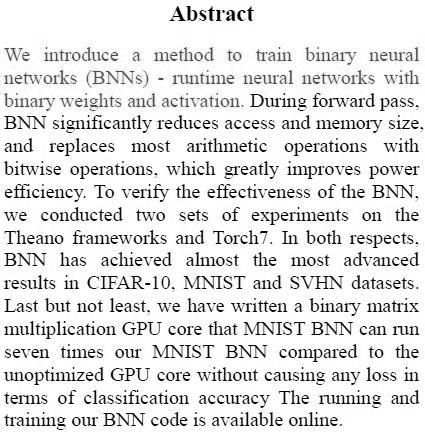 Abstract
We introduce a method to train binary neural
networks (BNNs) - runtime neural networks with
binary weights and activation. During forward pass,
BNN significantly reduces access and memory size,
and replaces most arithmetic operations with
bitwise operations, which greatly improves power
efficiency. To verify the effectiveness of the BNN,
we conducted two sets of experiments on the
Theano frameworks and Torch7. In both respects,
BNN has achieved almost the most advanced
results in CIFAR-10, MNIST and SVHN datasets.
Last but not least, we have written a binary matrix
multiplication GPU core that MNIST BNN can run
seven times our MNIST BNN compared to the
unoptimized GPU core without causing any loss in
terms of classification accuracy The running and
training our BNN code is available online.